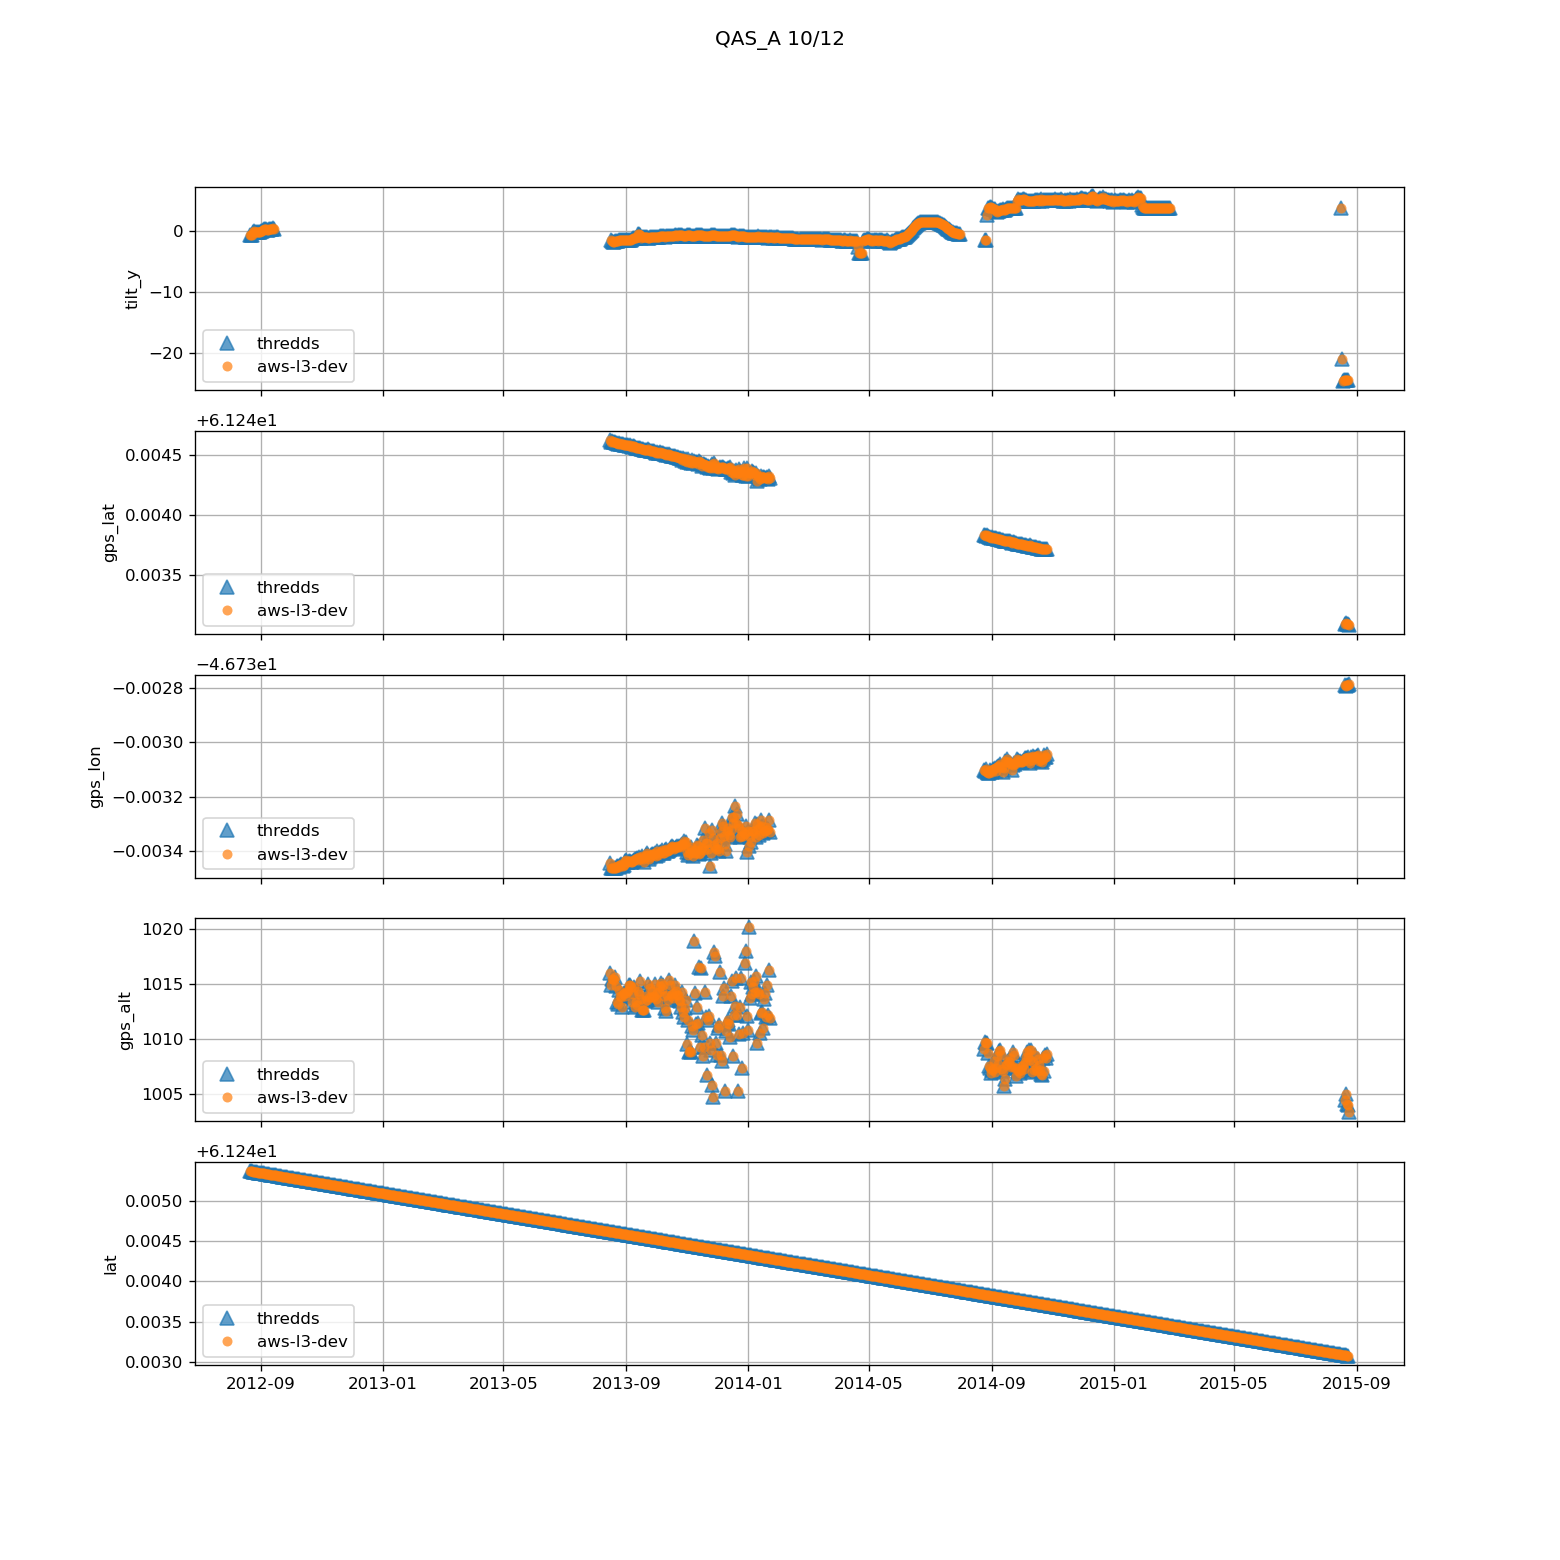 QAS_A 10/12
tilt_y
0
−10
−20
thredds
aws-l3-dev
+6.124e1
gps_lat
0.0045
0.0040
0.0035
thredds
aws-l3-dev
−4.673e1
gps_lon
−0.0028
−0.0030
−0.0032
−0.0034
thredds
aws-l3-dev
gps_alt
1020
1015
1010
1005
thredds
aws-l3-dev
+6.124e1
lat
0.0050
0.0045
0.0040
0.0035
0.0030
thredds
aws-l3-dev
2012-09 2013-01 2013-05 2013-09 2014-01 2014-05 2014-09 2015-01 2015-05 2015-09